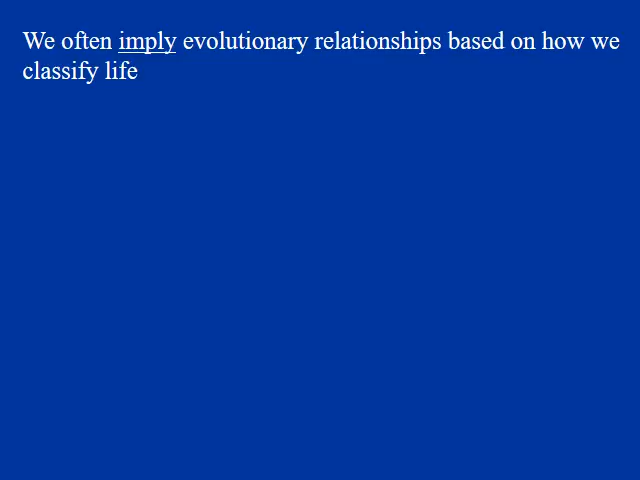 We often imply evolutionary relationships based on how we
classify life